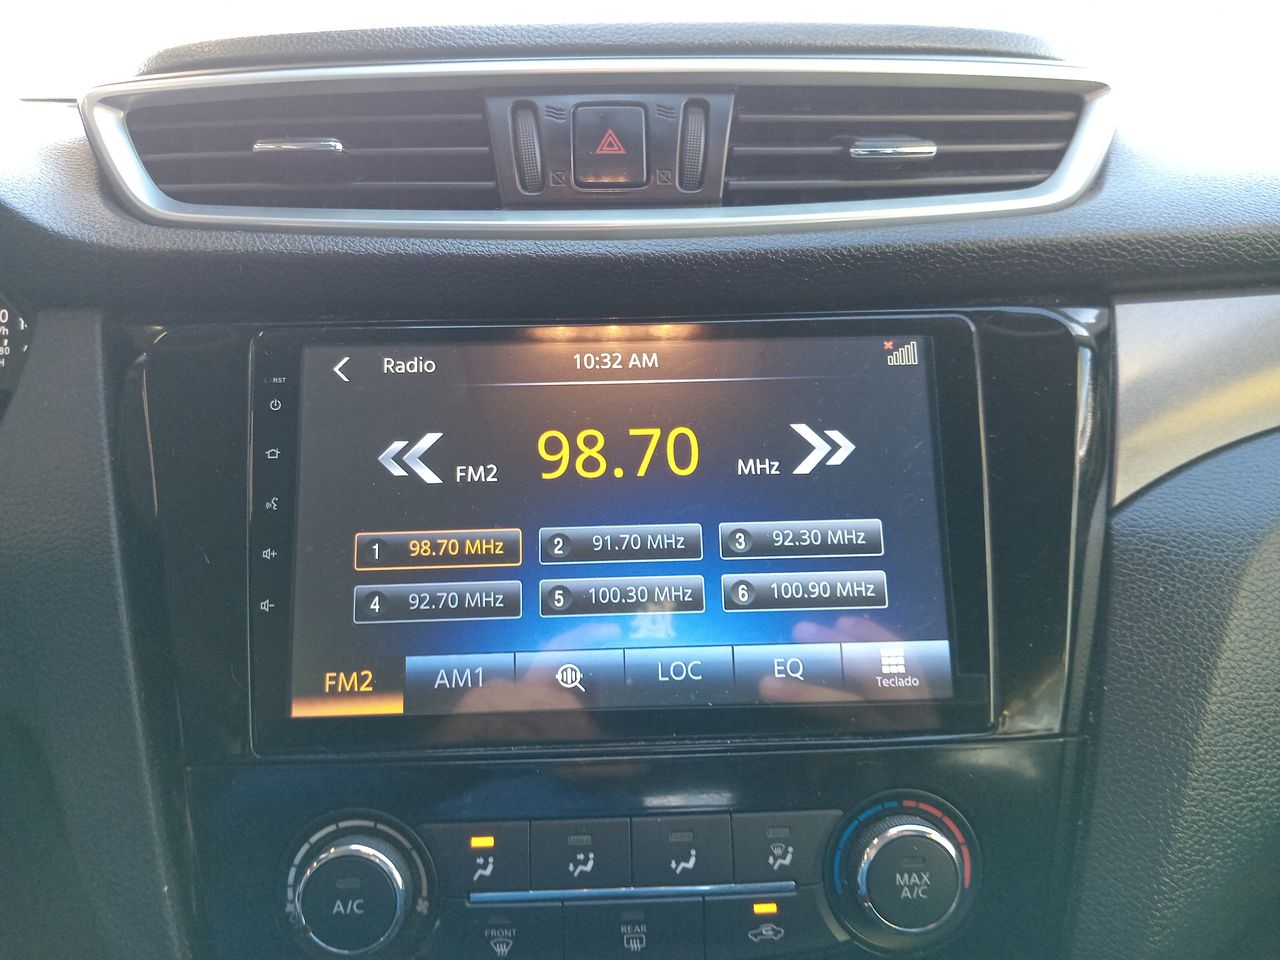 Radio
10:32 AM
RST
FM2
98.70
MHz
1 98.70 MHz
2 91.70 MHz
3 92.30 MHz
4 92.70 MHz
5 100.30 MHz
6 100.90 MHz
FM2
AM1
LOC
EQ
Teclado
A/C
MAX
A/C
FRONT
REAR
80